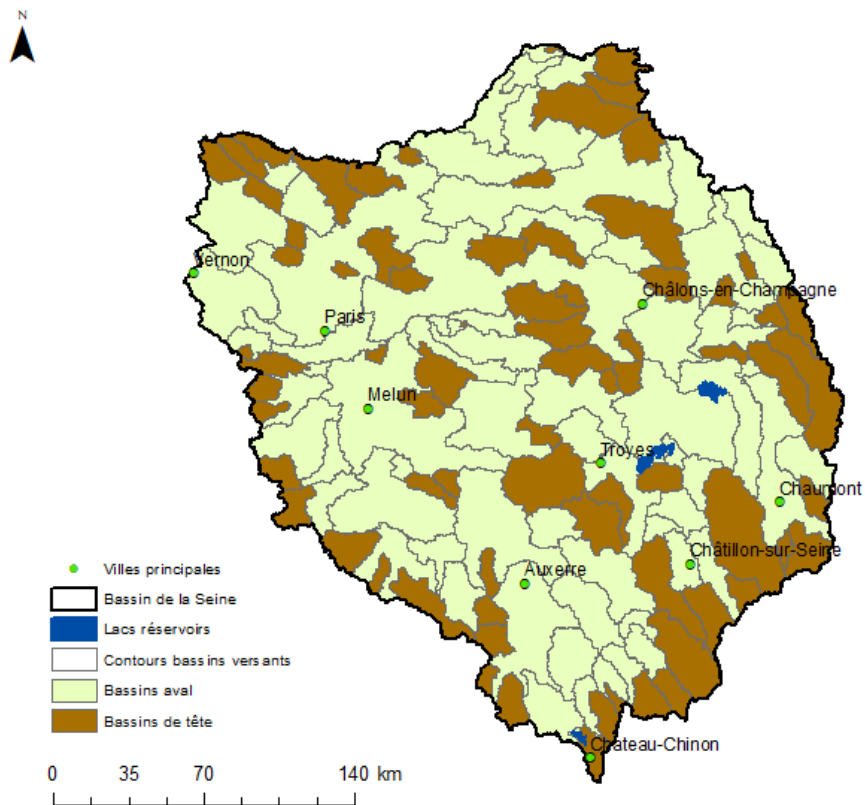 N
Vernon
Châlons-en-Champagne
Paris
Melun
Troyes
Chaumont
Châtillon-sur-Seine
Auxerre
Château-Chinon
Villes principales
Bassin de la Seine
Lacs réservoirs
Contours bassins versants
Bassins aval
Bassins de tête
0 35 70 140 km